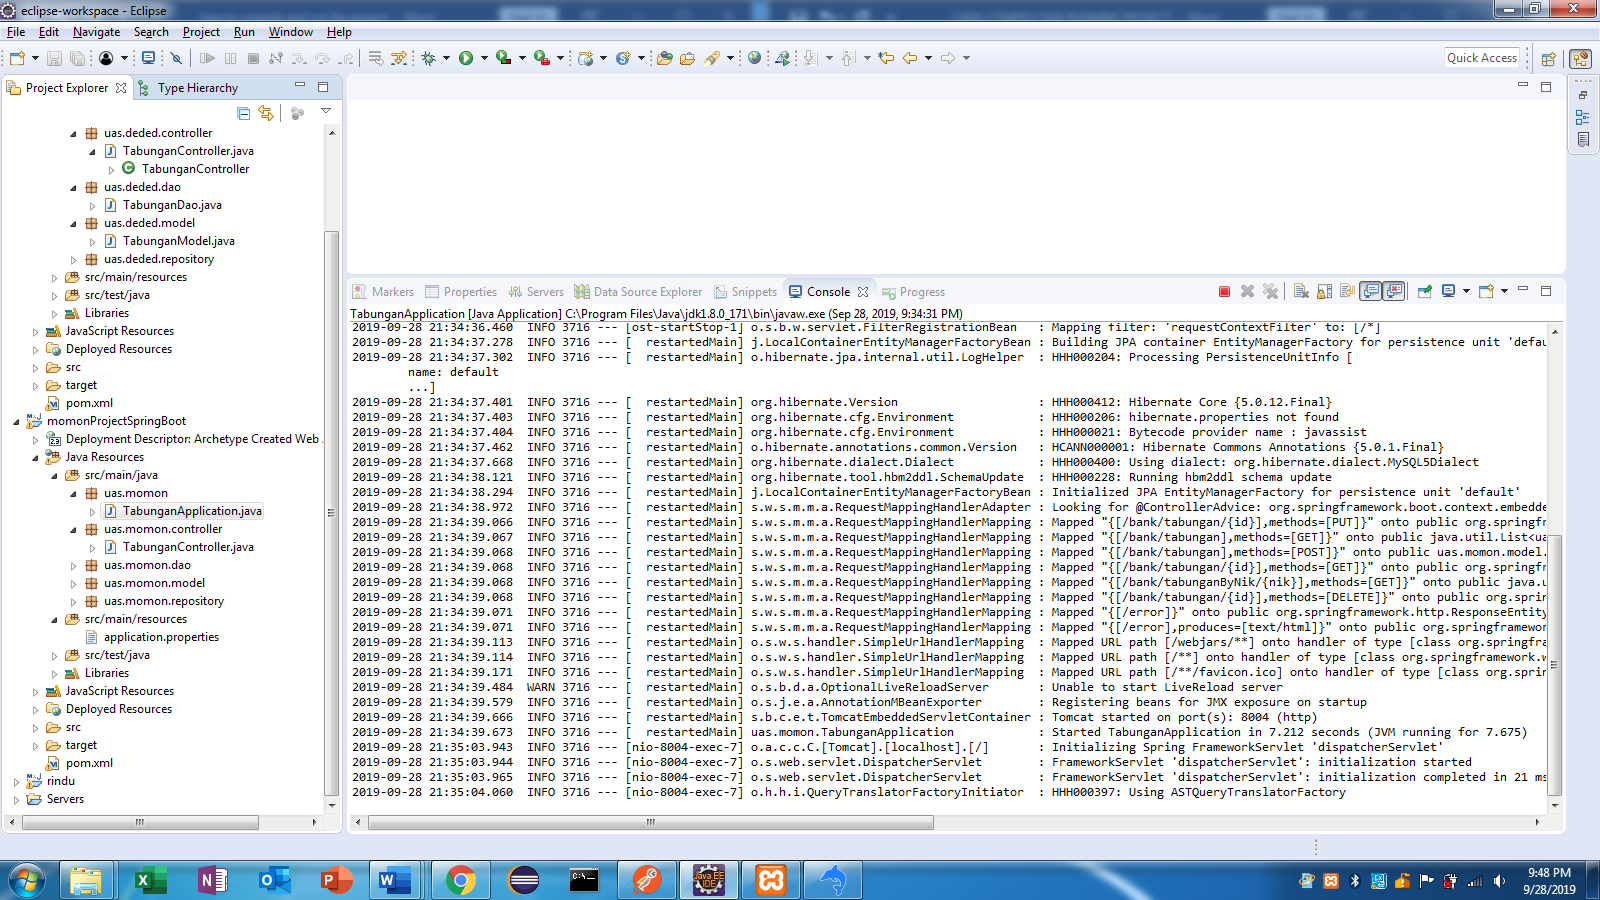 eclipse-workspace - Eclipse
File Edit Navigate Search Project Run Window Help
Quick Access
Project Explorer
Type Hierarchy
uas.deded.controller
TabunganController.java
TabunganController
uas.deded.dao
TabunganDao.java
uas.deded.model
TabunganModel.java
uas.deded.repository
src/main/resources
src/test/java
Libraries
JavaScript Resources
Deployed Resources
src
target
pom.xml
momonProjectSpringBoot
Deployment Descriptor: Archetype Created Web
Java Resources
src/main/java
uas.momon
TabunganApplication.java
uas.momon.controller
TabunganController.java
uas.momon.dao
uas.momon.model
uas.momon.repository
src/main/resources
application.properties
src/test/java
Libraries
JavaScript Resources
Deployed Resources
src
target
pom.xml
rindu
Servers
Markers Properties Servers Data Source Explorer Snippets Console Progress
TabunganApplication [Java Application] C:\Program Files\Java\jdk1.8.0_171\bin\javaw.exe (Sep 28, 2019, 9:34:31 PM)
2019-09-28 21:34:36.460 INFO 3716 --- [ost-startStop-1] o.s.b.w.servlet.FilterRegistrationBean : Mapping filter: 'requestContextFilter' to: [/*]
2019-09-28 21:34:37.278 INFO 3716 --- [ restartedMain] j.LocalContainerEntityManagerFactoryBean : Building JPA container EntityManagerFactory for persistence unit 'defau
2019-09-28 21:34:37.302 INFO 3716 --- [ restartedMain] o.hibernate.jpa.internal.util.LogHelper : HHH000204: Processing PersistenceUnitInfo [
name: default
...]
2019-09-28 21:34:37.401 INFO 3716 --- [ restartedMain] org.hibernate.Version : HHH000412: Hibernate Core {5.0.12.Final}
2019-09-28 21:34:37.403 INFO 3716 --- [ restartedMain] org.hibernate.cfg.Environment : HHH000206: hibernate.properties not found
2019-09-28 21:34:37.404 INFO 3716 --- [ restartedMain] org.hibernate.cfg.Environment : HHH000021: Bytecode provider name : javassist
2019-09-28 21:34:37.462 INFO 3716 --- [ restartedMain] o.hibernate.annotations.common.Version : HCANN000001: Hibernate Commons Annotations {5.0.1.Final}
2019-09-28 21:34:37.668 INFO 3716 --- [ restartedMain] org.hibernate.dialect.Dialect : HHH000400: Using dialect: org.hibernate.dialect.MySQL5Dialect
2019-09-28 21:34:38.121 INFO 3716 --- [ restartedMain] org.hibernate.tool.hbm2ddl.SchemaUpdate : HHH000228: Running hbm2ddl schema update
2019-09-28 21:34:38.294 INFO 3716 --- [ restartedMain] j.LocalContainerEntityManagerFactoryBean : Initialized JPA EntityManagerFactory for persistence unit 'default'
2019-09-28 21:34:38.972 INFO 3716 --- [ restartedMain] s.w.s.m.m.a.RequestMappingHandlerAdapter : Looking for @ControllerAdvice: org.springframework.boot.context.embedde
2019-09-28 21:34:39.066 INFO 3716 --- [ restartedMain] s.w.s.m.m.a.RequestMappingHandlerMapping : Mapped "{[/bank/tabungan/{id}],methods=[PUT]}" onto public org.springfr
2019-09-28 21:34:39.067 INFO 3716 --- [ restartedMain] s.w.s.m.m.a.RequestMappingHandlerMapping : Mapped "{[/bank/tabungan],methods=[GET]}" onto public java.util.List<ua
2019-09-28 21:34:39.068 INFO 3716 --- [ restartedMain] s.w.s.m.m.a.RequestMappingHandlerMapping : Mapped "{[/bank/tabungan],methods=[POST]}" onto public uas.momon.model.
2019-09-28 21:34:39.068 INFO 3716 --- [ restartedMain] s.w.s.m.m.a.RequestMappingHandlerMapping : Mapped "{[/bank/tabungan/{id}],methods=[GET]}" onto public org.springfr
2019-09-28 21:34:39.068 INFO 3716 --- [ restartedMain] s.w.s.m.m.a.RequestMappingHandlerMapping : Mapped "{[/bank/tabunganByNik/{nik}],methods=[GET]}" onto public java.u
2019-09-28 21:34:39.068 INFO 3716 --- [ restartedMain] s.w.s.m.m.a.RequestMappingHandlerMapping : Mapped "{[/bank/tabungan/{id}],methods=[DELETE]}" onto public org.sprin
2019-09-28 21:34:39.071 INFO 3716 --- [ restartedMain] s.w.s.m.m.a.RequestMappingHandlerMapping : Mapped "{[/error]}" onto public org.springframework.http.ResponseEntity
2019-09-28 21:34:39.071 INFO 3716 --- [ restartedMain] s.w.s.m.m.a.RequestMappingHandlerMapping : Mapped "{[/error],produces=[text/html]}" onto public org.springframewor
2019-09-28 21:34:39.113 INFO 3716 --- [ restartedMain] o.s.w.s.handler.SimpleUrlHandlerMapping : Mapped URL path [/webjars/**] onto handler of type [class org.springfra
2019-09-28 21:34:39.114 INFO 3716 --- [ restartedMain] o.s.w.s.handler.SimpleUrlHandlerMapping : Mapped URL path [/**] onto handler of type [class org.springframework.w
2019-09-28 21:34:39.171 INFO 3716 --- [ restartedMain] o.s.w.s.handler.SimpleUrlHandlerMapping : Mapped URL path [/**/favicon.ico] onto handler of type [class org.sprin
2019-09-28 21:34:39.484 WARN 3716 --- [ restartedMain] o.s.b.d.a.OptionalLiveReloadServer : Unable to start LiveReload server
2019-09-28 21:34:39.579 INFO 3716 --- [ restartedMain] o.s.j.e.a.AnnotationMBeanExporter : Registering beans for JMX exposure on startup
2019-09-28 21:34:39.666 INFO 3716 --- [ restartedMain] s.b.c.e.t.TomcatEmbeddedServletContainer : Tomcat started on port(s): 8004 (http)
2019-09-28 21:34:39.673 INFO 3716 --- [ restartedMain] uas.momon.TabunganApplication : Started TabunganApplication in 7.212 seconds (JVM running for 7.675)
2019-09-28 21:35:03.943 INFO 3716 --- [nio-8004-exec-7] o.a.c.c.C.[Tomcat].[localhost].[/] : Initializing Spring FrameworkServlet 'dispatcherServlet'
2019-09-28 21:35:03.944 INFO 3716 --- [nio-8004-exec-7] o.s.web.servlet.DispatcherServlet : FrameworkServlet 'dispatcherServlet': initialization started
2019-09-28 21:35:03.965 INFO 3716 --- [nio-8004-exec-7] o.s.web.servlet.DispatcherServlet : FrameworkServlet 'dispatcherServlet': initialization completed in 21 ms
2019-09-28 21:35:04.060 INFO 3716 --- [nio-8004-exec-7] o.h.h.i.QueryTranslatorFactoryInitiator : HHH000397: Using ASTQueryTranslatorFactory
Java EE
IDE
9:48 PM
9/28/2019